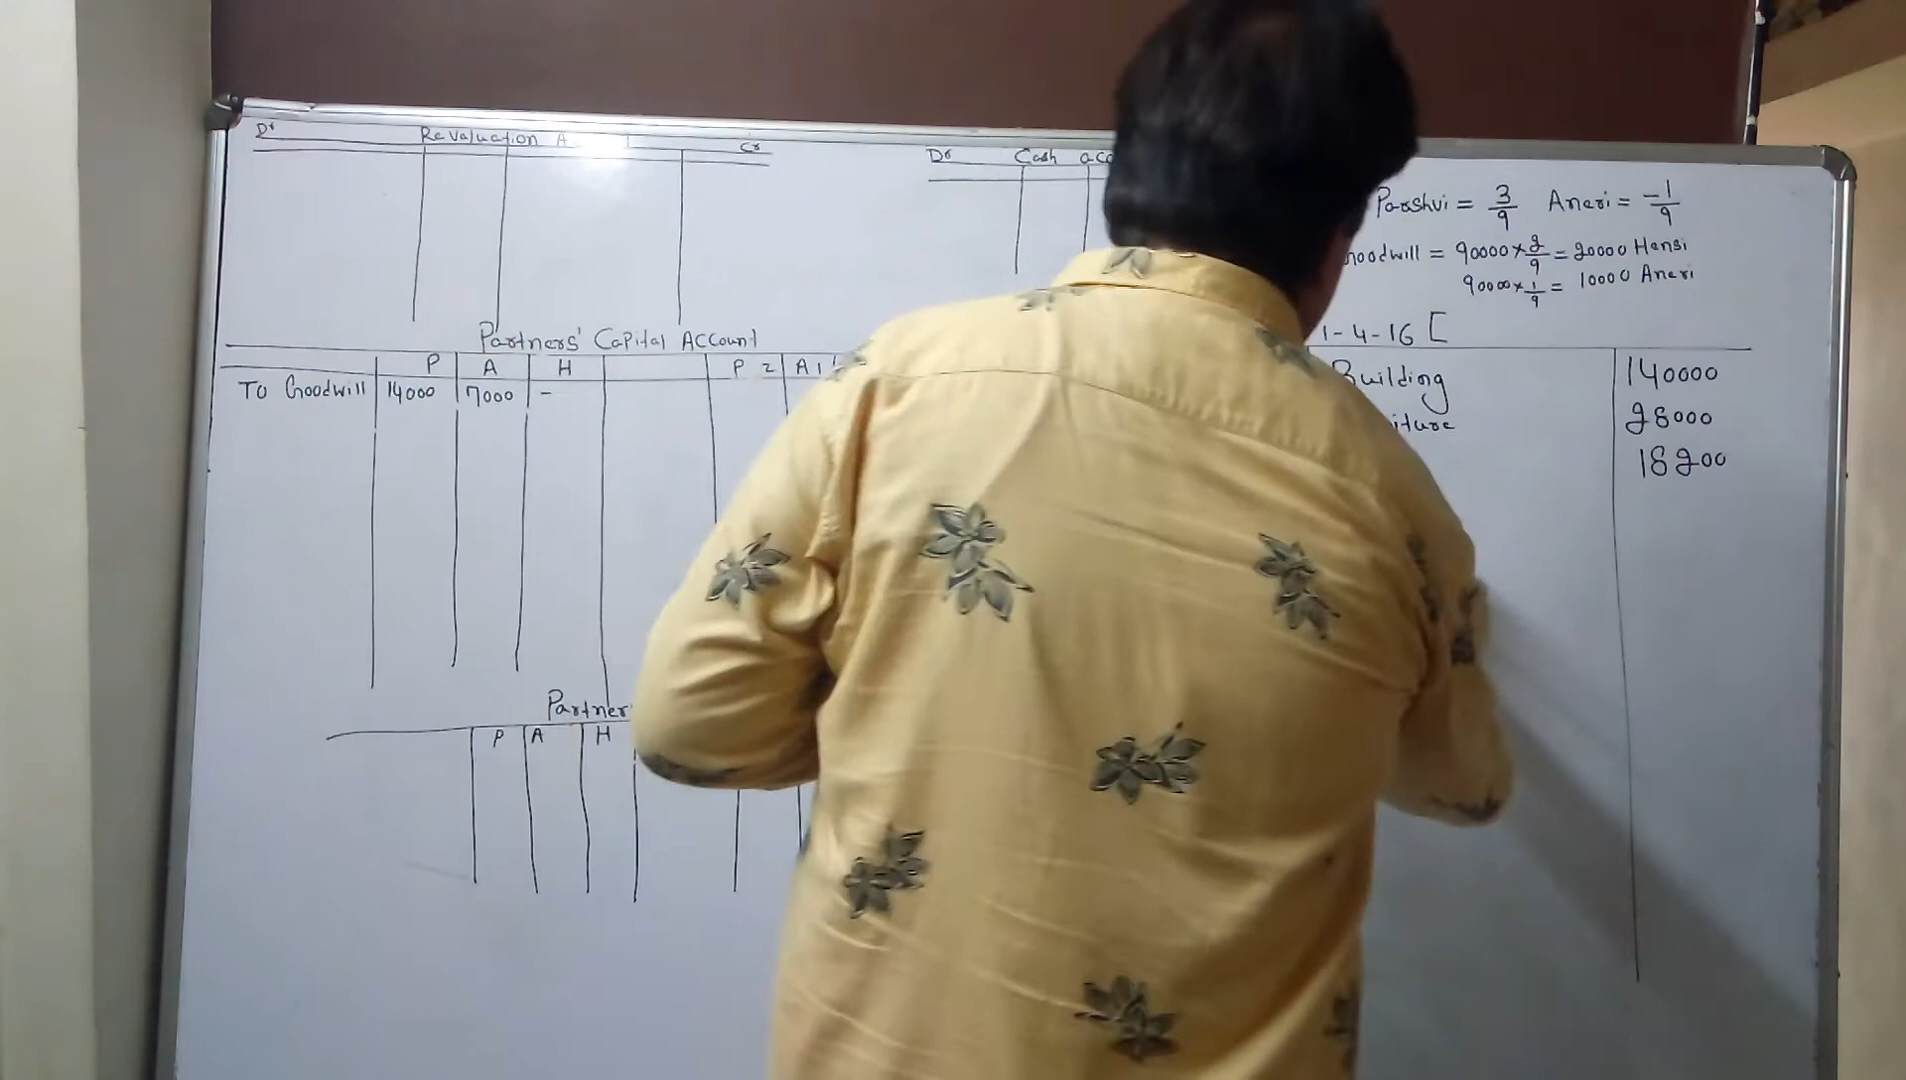 Dr Revaluation A Cr
Dr Cash acc
Parshvi = 3/9 Aneri = -1/9
Goodwill = 90000 × 2/9 = 20000 Hensi
90000 × 1/9 = 10000 Aneri
1-4-16 [
Partners' Capital Account
P A H P 2 A 1
To Goodwill 14000 7000 -
Building 140000
iture 28000
18200
Partner
P A H